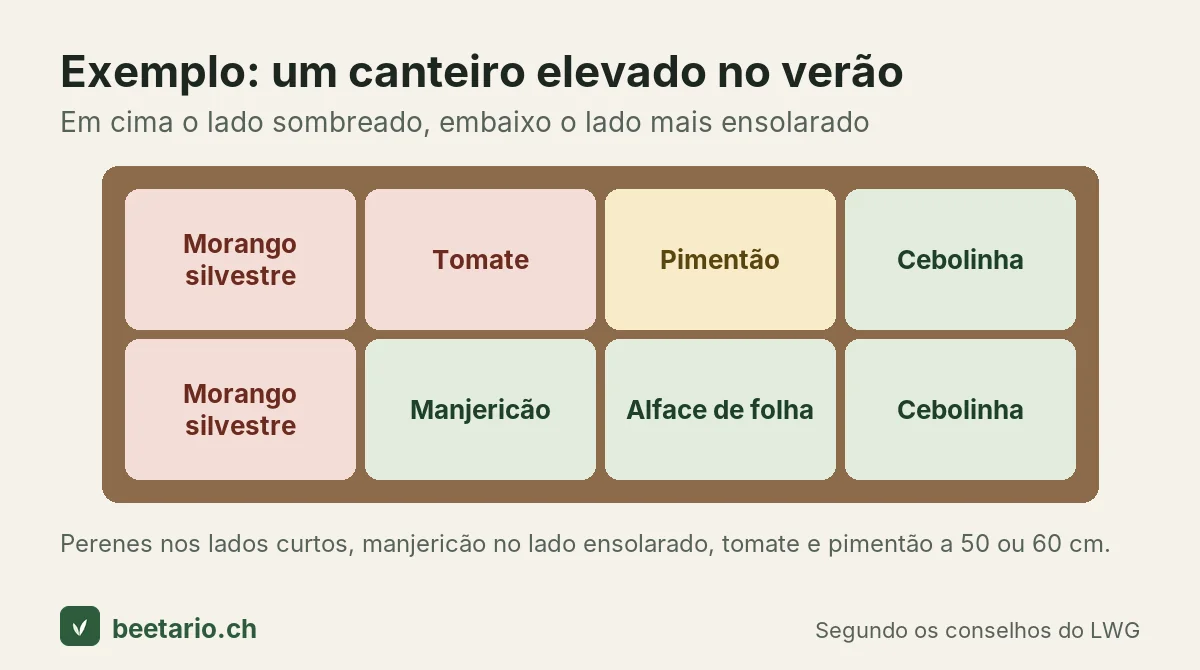 Exemplo: um canteiro elevado no verão
Em cima o lado sombreado, embaixo o lado mais ensolarado
Morango
silvestre
Tomate
Pimentão
Cebolinha
Morango
silvestre
Manjericão
Alface de folha
Cebolinha
Perenes nos lados curtos, manjericão no lado ensolarado, tomate e pimentão a 50 ou 60 cm.
beetario.ch
Segundo os conselhos do LWG